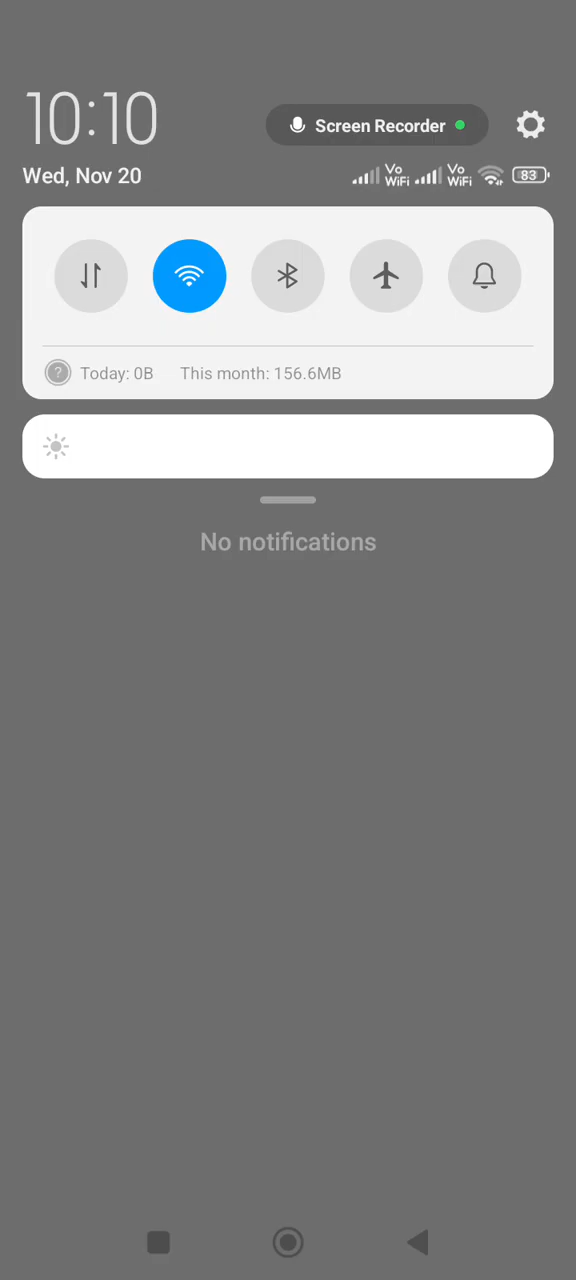 10:10
Screen Recorder
Wed, Nov 20
Vo WiFi Vo WiFi 83
? Today: 0B This month: 156.6MB
No notifications